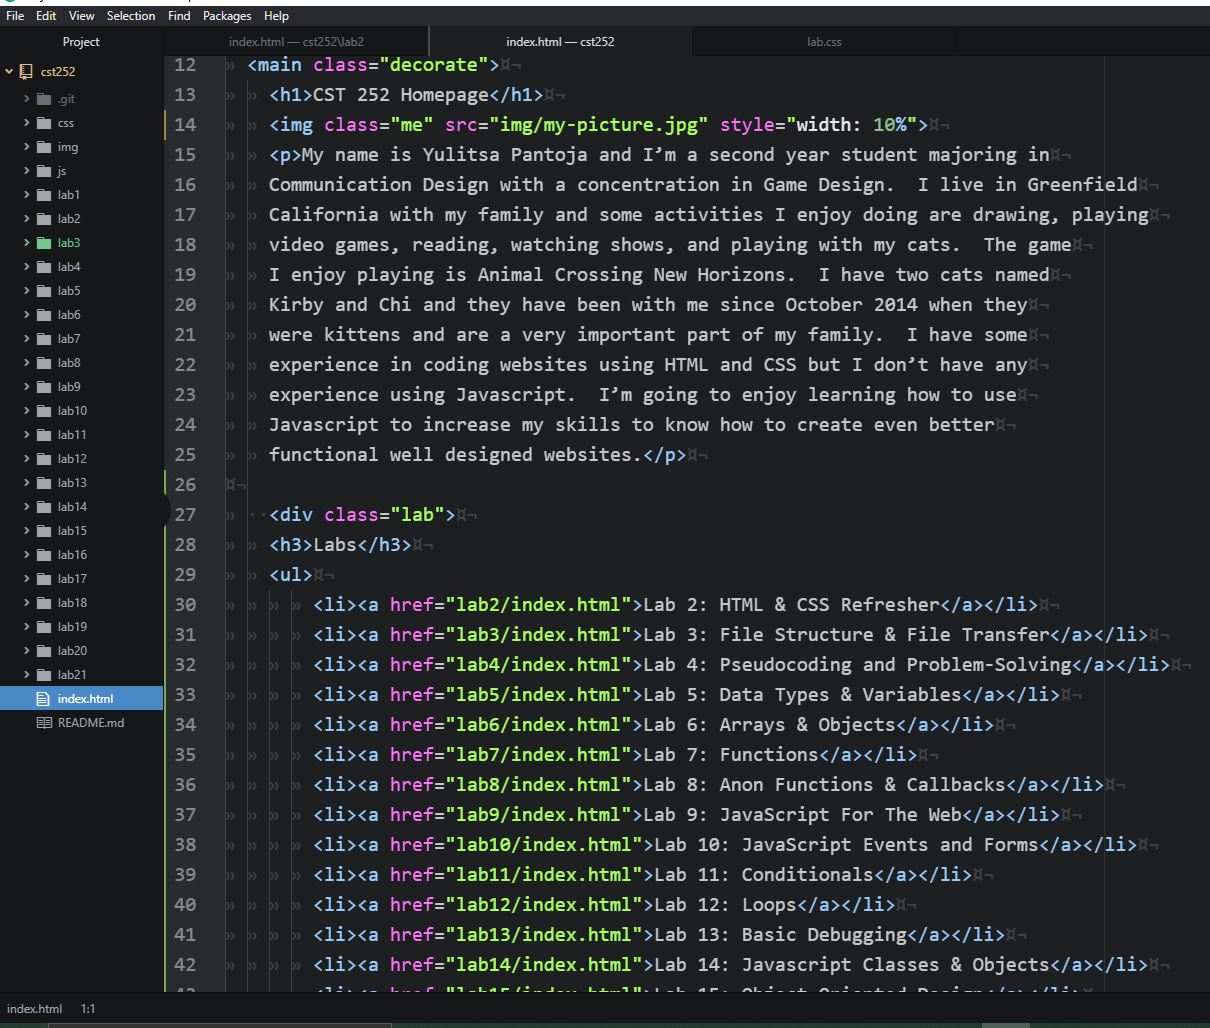 File Edit View Selection Find Packages Help
Project
index.html — cst252\lab2
index.html — cst252
lab.css
cst252
.git
css
img
js
lab1
lab2
lab3
lab4
lab5
lab6
lab7
lab8
lab9
lab10
lab11
lab12
lab13
lab14
lab15
lab16
lab17
lab18
lab19
lab20
lab21
index.html
README.md
12 <main class="decorate">
13 <h1>CST 252 Homepage</h1>
14 <img class="me" src="img/my-picture.jpg" style="width: 10%">
15 <p>My name is Yulitsa Pantoja and I’m a second year student majoring in
16 Communication Design with a concentration in Game Design.  I live in Greenfield
17 California with my family and some activities I enjoy doing are drawing, playing
18 video games, reading, watching shows, and playing with my cats.  The game
19 I enjoy playing is Animal Crossing New Horizons.  I have two cats named
20 Kirby and Chi and they have been with me since October 2014 when they
21 were kittens and are a very important part of my family.  I have some
22 experience in coding websites using HTML and CSS but I don’t have any
23 experience using Javascript.  I’m going to enjoy learning how to use
24 Javascript to increase my skills to know how to create even better
25 functional well designed websites.</p>
26
27 <div class="lab">
28 <h3>Labs</h3>
29 <ul>
30 <li><a href="lab2/index.html">Lab 2: HTML & CSS Refresher</a></li>
31 <li><a href="lab3/index.html">Lab 3: File Structure & File Transfer</a></li>
32 <li><a href="lab4/index.html">Lab 4: Pseudocoding and Problem-Solving</a></li>
33 <li><a href="lab5/index.html">Lab 5: Data Types & Variables</a></li>
34 <li><a href="lab6/index.html">Lab 6: Arrays & Objects</a></li>
35 <li><a href="lab7/index.html">Lab 7: Functions</a></li>
36 <li><a href="lab8/index.html">Lab 8: Anon Functions & Callbacks</a></li>
37 <li><a href="lab9/index.html">Lab 9: JavaScript For The Web</a></li>
38 <li><a href="lab10/index.html">Lab 10: JavaScript Events and Forms</a></li>
39 <li><a href="lab11/index.html">Lab 11: Conditionals</a></li>
40 <li><a href="lab12/index.html">Lab 12: Loops</a></li>
41 <li><a href="lab13/index.html">Lab 13: Basic Debugging</a></li>
42 <li><a href="lab14/index.html">Lab 14: Javascript Classes & Objects</a></li>
43 <li><a href="lab15/index.html">Lab 15: Object Oriented Design</a></li>
index.html 1:1